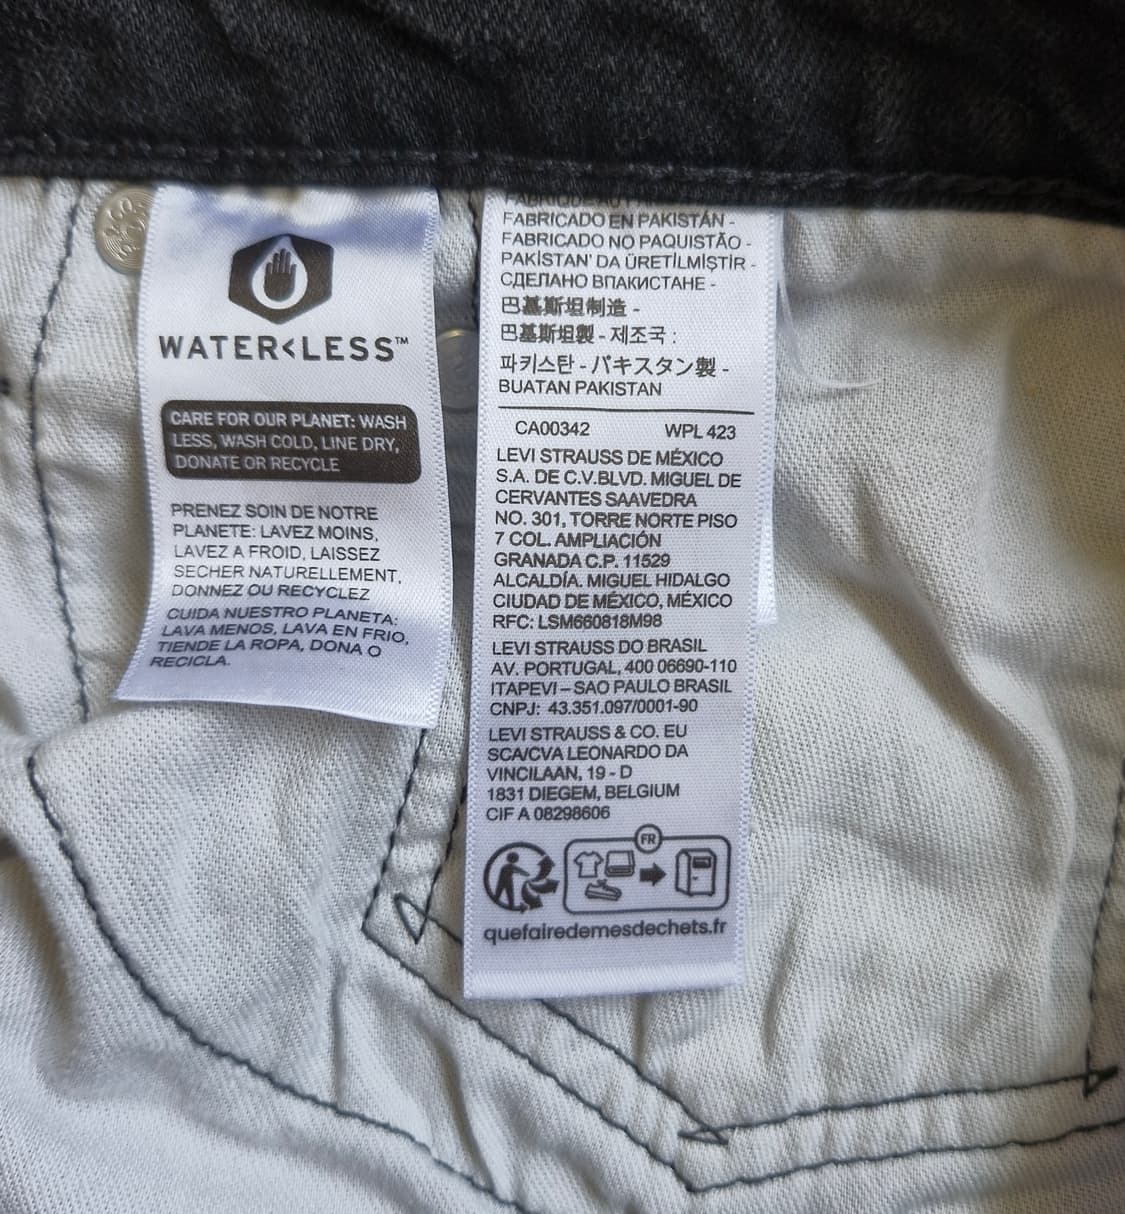 WATER<LESS™
CARE FOR OUR PLANET: WASH
LESS, WASH COLD, LINE DRY,
DONATE OR RECYCLE
PRENEZ SOIN DE NOTRE
PLANETE: LAVEZ MOINS,
LAVEZ A FROID, LAISSEZ
SECHER NATURELLEMENT,
DONNEZ OU RECYCLEZ
CUIDA NUESTRO PLANETA:
LAVA MENOS, LAVA EN FRIO,
TIENDE LA ROPA, DONA O
RECICLA.
FABRIQUE AU
FABRICADO EN PAKISTÁN -
FABRICADO NO PAQUISTÃO -
PAKİSTAN' DA ÜRETİLMİŞTİR -
СДЕЛАНО ВПАКИСТАНЕ -
巴基斯坦制造 -
巴基斯坦製 - 제조국 :
파키스탄 - パキスタン製 -
BUATAN PAKISTAN
CA00342 WPL 423
LEVI STRAUSS DE MÉXICO
S.A. DE C.V.BLVD. MIGUEL DE
CERVANTES SAAVEDRA
NO. 301, TORRE NORTE PISO
7 COL. AMPLIACIÓN
GRANADA C.P. 11529
ALCALDÍA. MIGUEL HIDALGO
CIUDAD DE MÉXICO, MÉXICO
RFC: LSM660818M98
LEVI STRAUSS DO BRASIL
AV. PORTUGAL, 400 06690-110
ITAPEVI – SAO PAULO BRASIL
CNPJ: 43.351.097/0001-90
LEVI STRAUSS & CO. EU
SCA/CVA LEONARDO DA
VINCILAAN, 19 - D
1831 DIEGEM, BELGIUM
CIF A 08298606
FR
quefairedemesdechets.fr